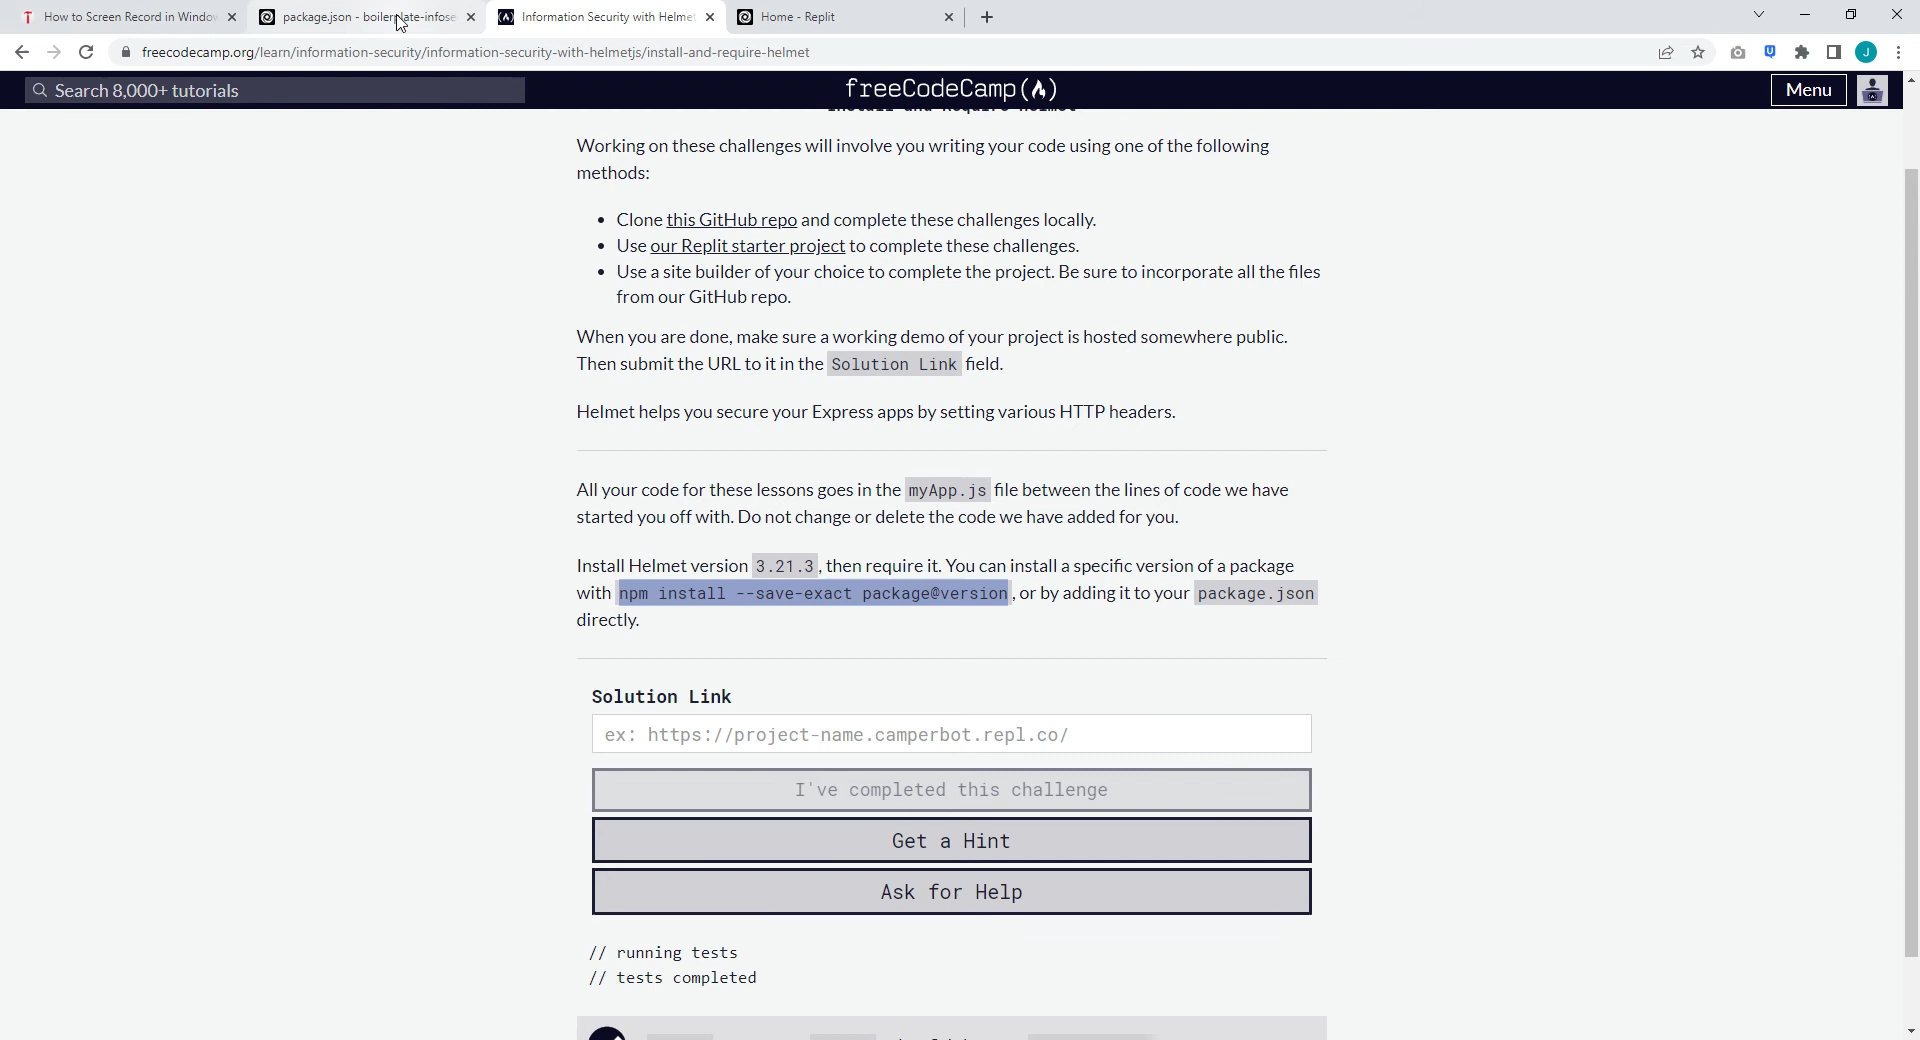 How to Screen Record in Window
package.json - boilerplate-infose
Information Security with Helmet
Home - Replit
freecodecamp.org/learn/information-security/information-security-with-helmetjs/install-and-require-helmet
J
Search 8,000+ tutorials
freeCodeCamp(🔥)
Menu
Install and Require Helmet
Working on these challenges will involve you writing your code using one of the following
methods:
• Clone this GitHub repo and complete these challenges locally.
• Use our Replit starter project to complete these challenges.
• Use a site builder of your choice to complete the project. Be sure to incorporate all the files
from our GitHub repo.
When you are done, make sure a working demo of your project is hosted somewhere public.
Then submit the URL to it in the Solution Link field.
Helmet helps you secure your Express apps by setting various HTTP headers.
All your code for these lessons goes in the myApp.js file between the lines of code we have
started you off with. Do not change or delete the code we have added for you.
Install Helmet version 3.21.3, then require it. You can install a specific version of a package
with npm install --save-exact package@version, or by adding it to your package.json
directly.
Solution Link
ex: https://project-name.camperbot.repl.co/
I've completed this challenge
Get a Hint
Ask for Help
// running tests
// tests completed